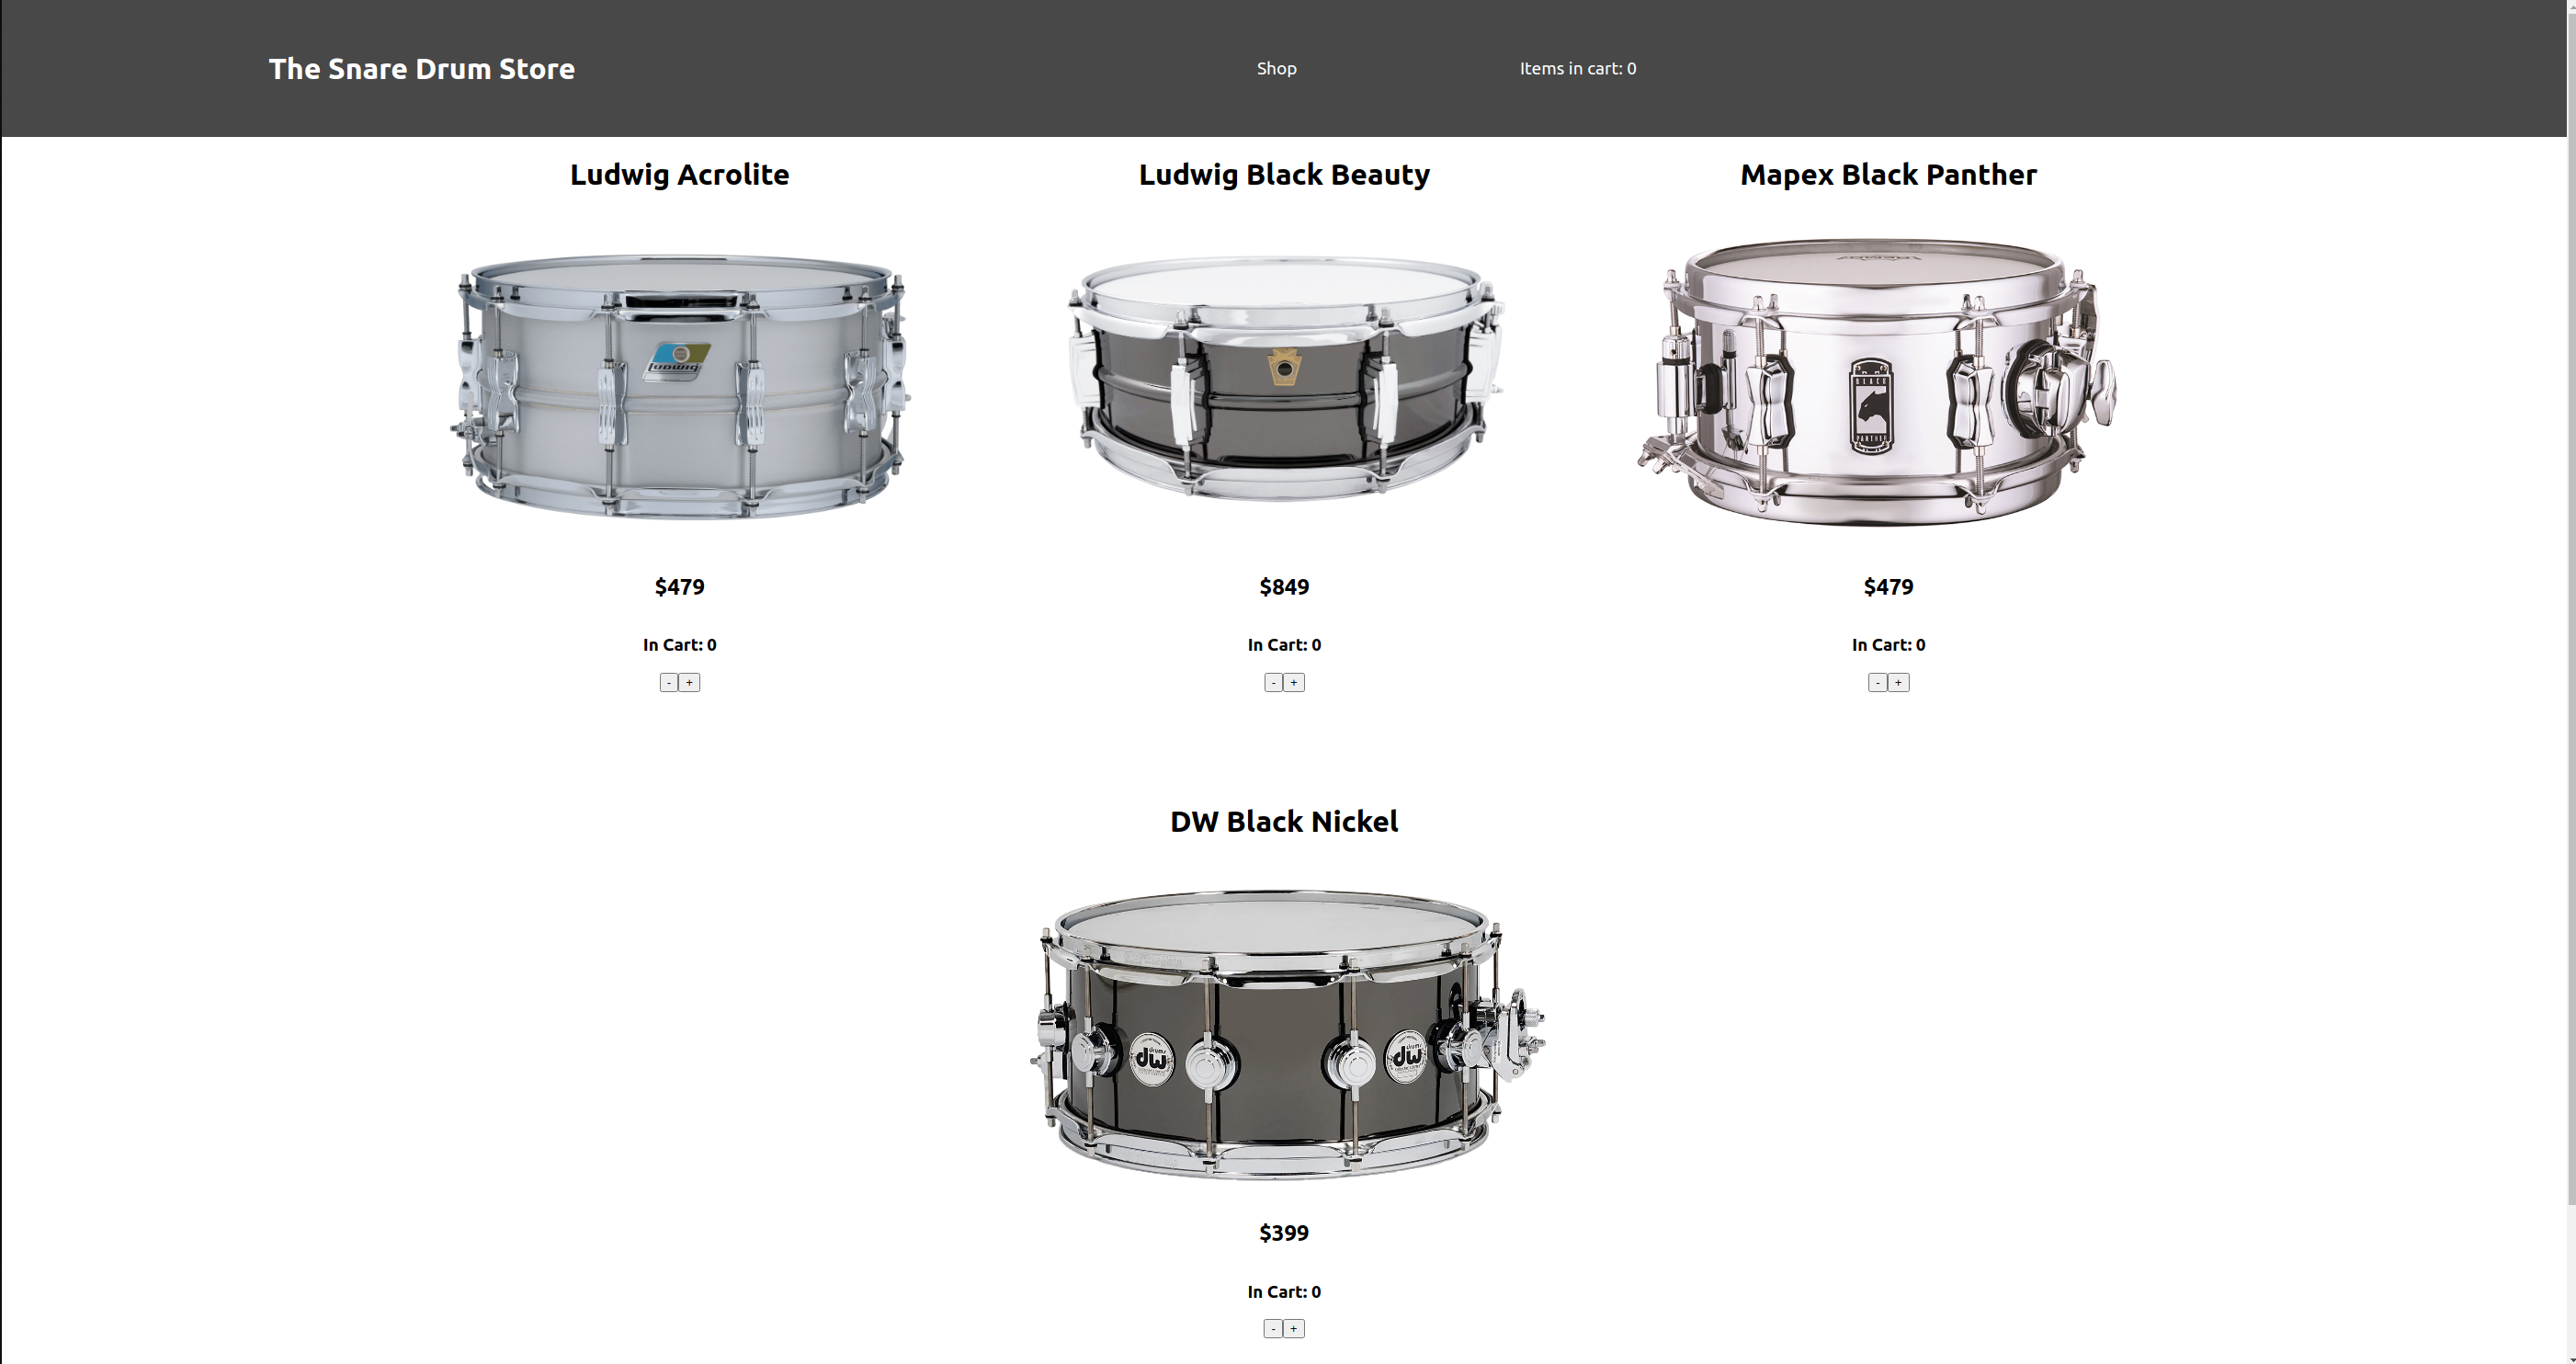 The Snare Drum Store
Shop
Items in cart: 0
Ludwig Acrolite
Ludwig Black Beauty
Mapex Black Panther
Ludwig
BLACK
PANTHER
$479
$849
$479
In Cart: 0
In Cart: 0
In Cart: 0
- +
- +
- +
DW Black Nickel
drums
dw
drums
dw
$399
In Cart: 0
- +